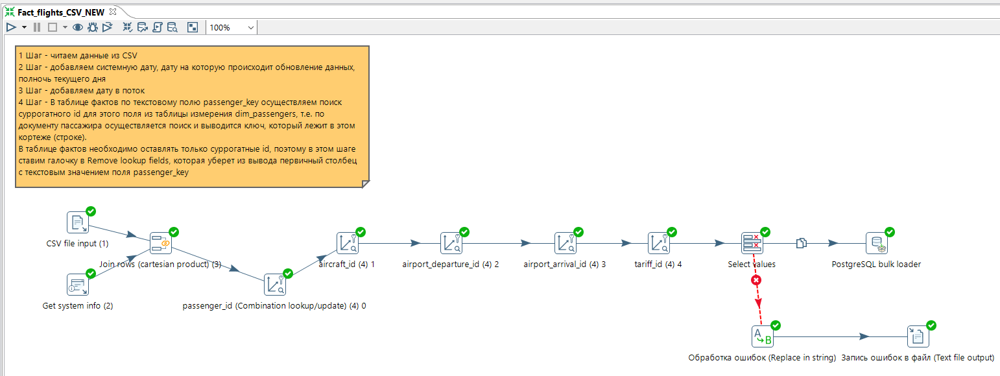 Fact_flights_CSV_NEW
100%
1 Шаг - читаем данные из CSV
2 Шаг - добавляем системную дату, дату на которую происходит обновление данных,
полночь текущего дня
3 Шаг - добавляем дату в поток
4 Шаг - В таблице фактов по текстовому полю passenger_key осуществляем поиск
суррогатного id для этого поля из таблицы измерения dim_passengers, т.е. по
документу пассажира осуществляется поиск и выводится ключ, который лежит в этом
кортеже (строке).
В таблице фактов необходимо оставлять только суррогатные id, поэтому в этом шаге
ставим галочку в Remove lookup fields, которая уберет из вывода первичный столбец
с текстовым значением поля passenger_key
CSV file input (1)
Join rows (cartesian product) (3)
aircraft_id (4) 1
airport_departure_id (4) 2
airport_arrival_id (4) 3
tariff_id (4) 4
Select values
PostgreSQL bulk loader
Get system info (2)
passenger_id (Combination lookup/update) (4) 0
A
B
Обработка ошибок (Replace in string)
Запись ошибок в файл (Text file output)